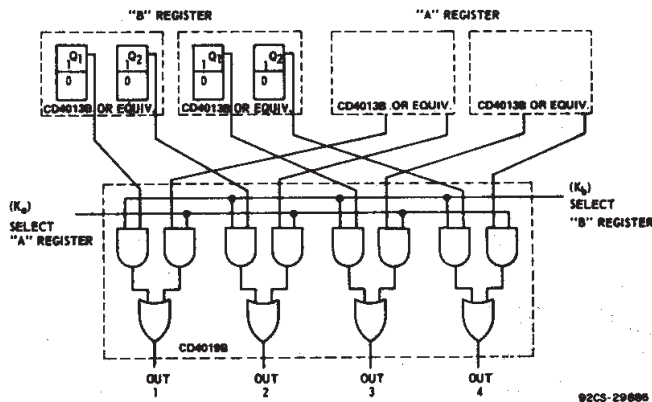 "B" REGISTER
"A" REGISTER
1 Q1
0
1 Q2
0
1 Q1
0
1 Q2
0
CD4013B OR EQUIV.
CD4013B OR EQUIV.
CD4013B OR EQUIV.
CD4013B OR EQUIV.
(Ka)
SELECT
"A" REGISTER
(Kb)
SELECT
"B" REGISTER
CD4019B
OUT
1
OUT
2
OUT
3
OUT
4
92CS-29886